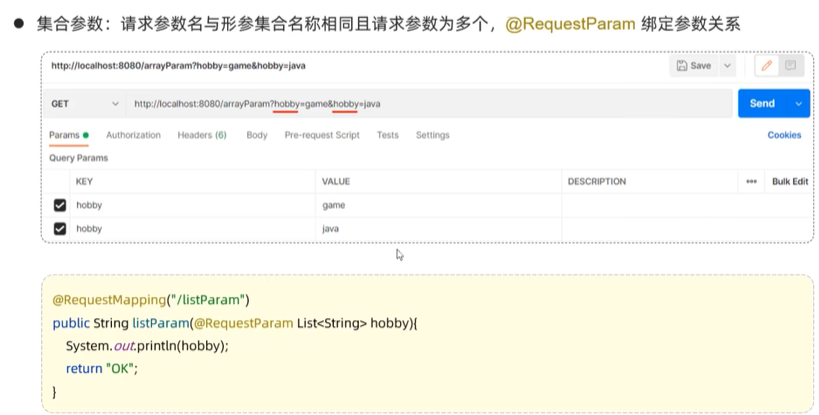 ● 集合参数：请求参数名与形参集合名称相同且请求参数为多个，@RequestParam 绑定参数关系
http://localhost:8080/arrayParam?hobby=game&hobby=java
Save
GET http://localhost:8080/arrayParam?hobby=game&hobby=java Send
Params Authorization Headers (6) Body Pre-request Script Tests Settings Cookies
Query Params
KEY VALUE DESCRIPTION ••• Bulk Edit
hobby game
hobby java
@RequestMapping("/listParam")
public String listParam(@RequestParam List<String> hobby){
System.out.println(hobby);
return "OK";
}